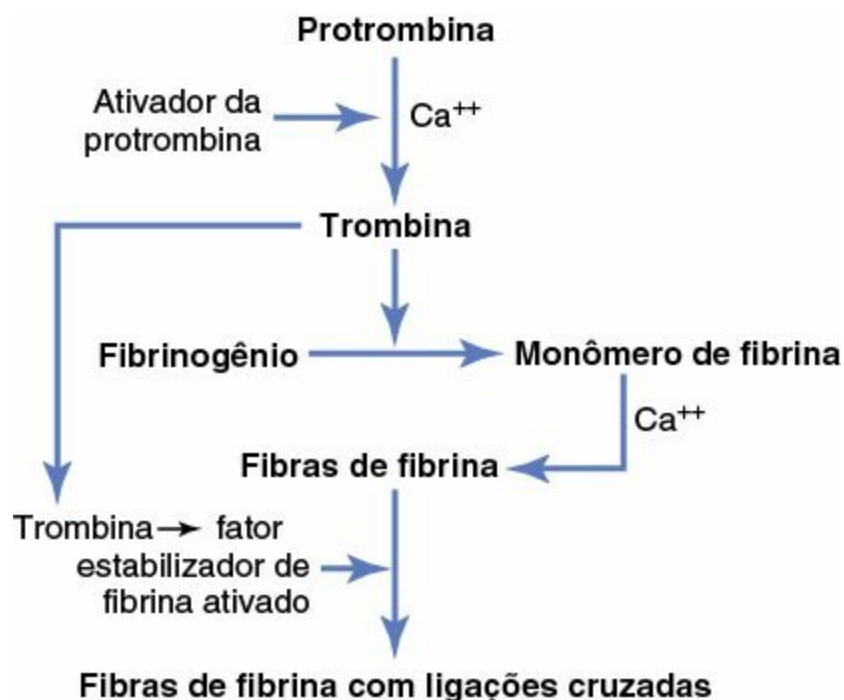 Protrombina
Ativador da
protrombina
Ca++
Trombina
Fibrinogênio
Monômero de fibrina
Ca++
Fibras de fibrina
Trombina → fator
estabilizador de
fibrina ativado
Fibras de fibrina com ligações cruzadas